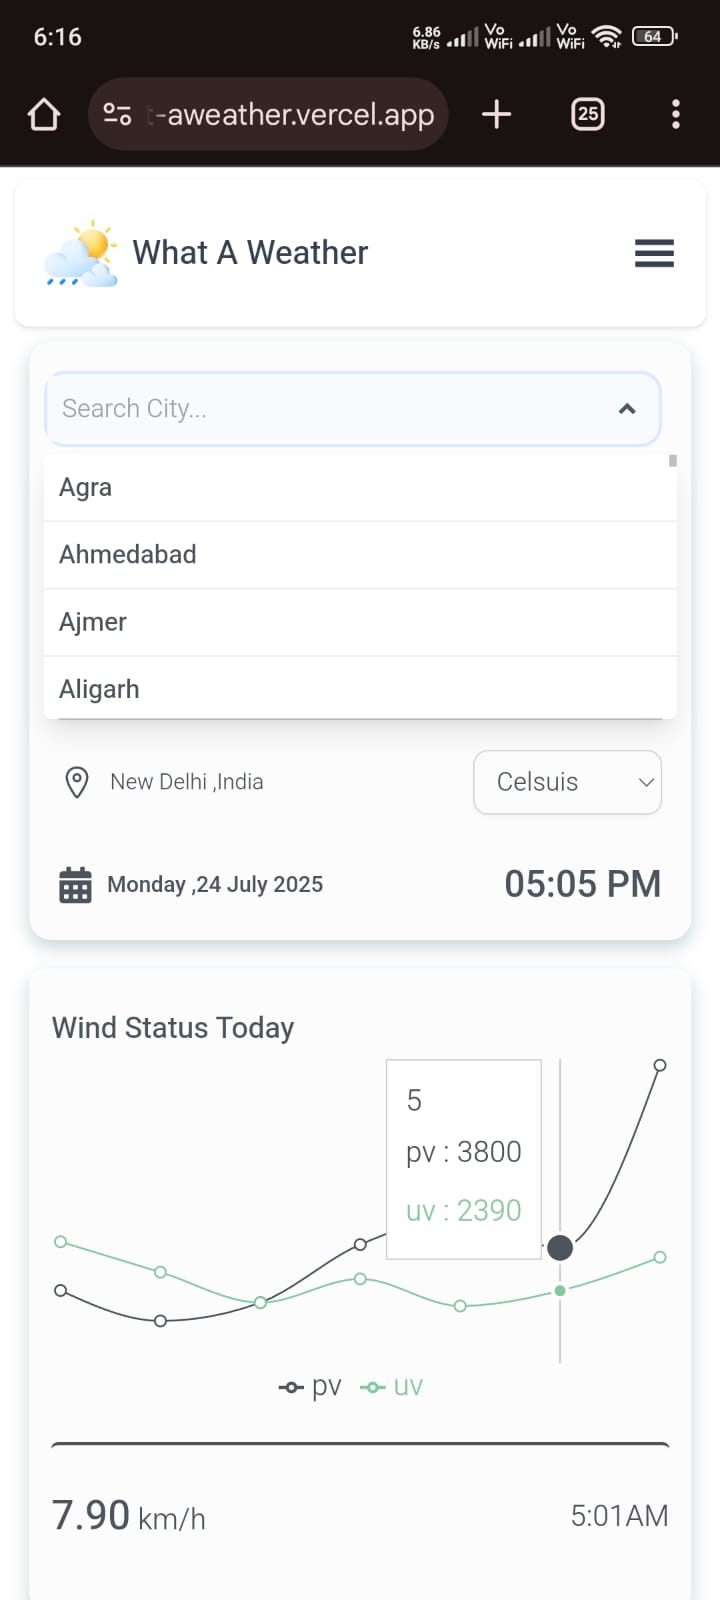 6:16
6.86 KB/s Vo WiFi Vo WiFi 64
-aweather.vercel.app 25
What A Weather
Search City...
Agra
Ahmedabad
Ajmer
Aligarh
New Delhi ,India Celsuis
Monday ,24 July 2025 05:05 PM
Wind Status Today
5
pv : 3800
uv : 2390
pv uv
7.90 km/h 5:01AM